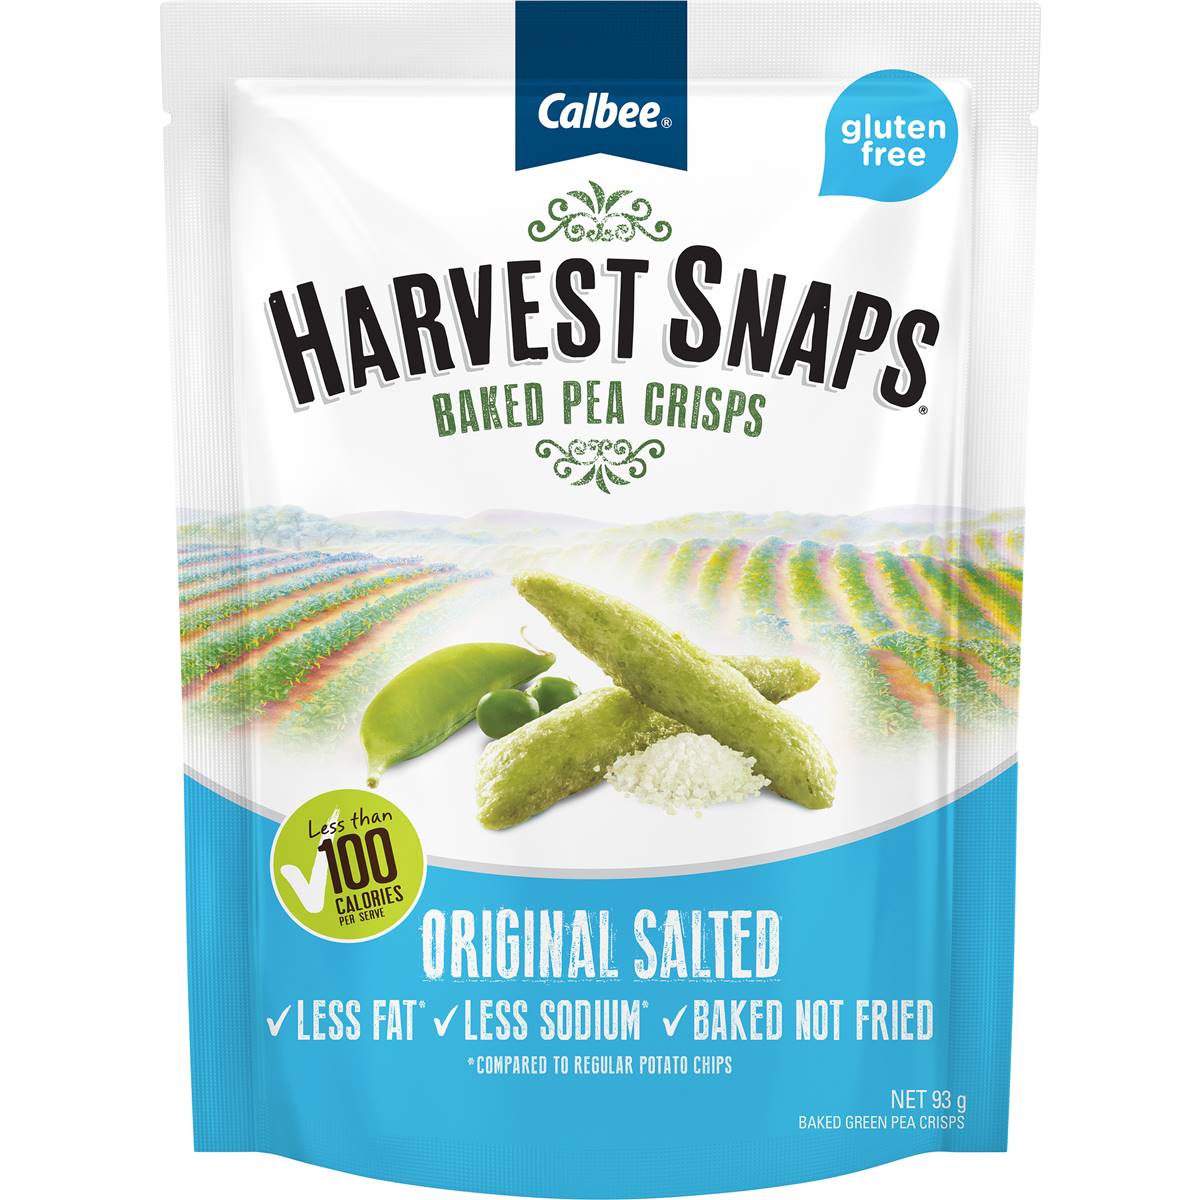 Calbee®
gluten
free
HARVEST SNAPS®
BAKED PEA CRISPS
Less than
100
CALORIES
PER SERVE
ORIGINAL SALTED
✓LESS FAT* ✓LESS SODIUM* ✓BAKED NOT FRIED
*COMPARED TO REGULAR POTATO CHIPS
NET 93 g
BAKED GREEN PEA CRISPS